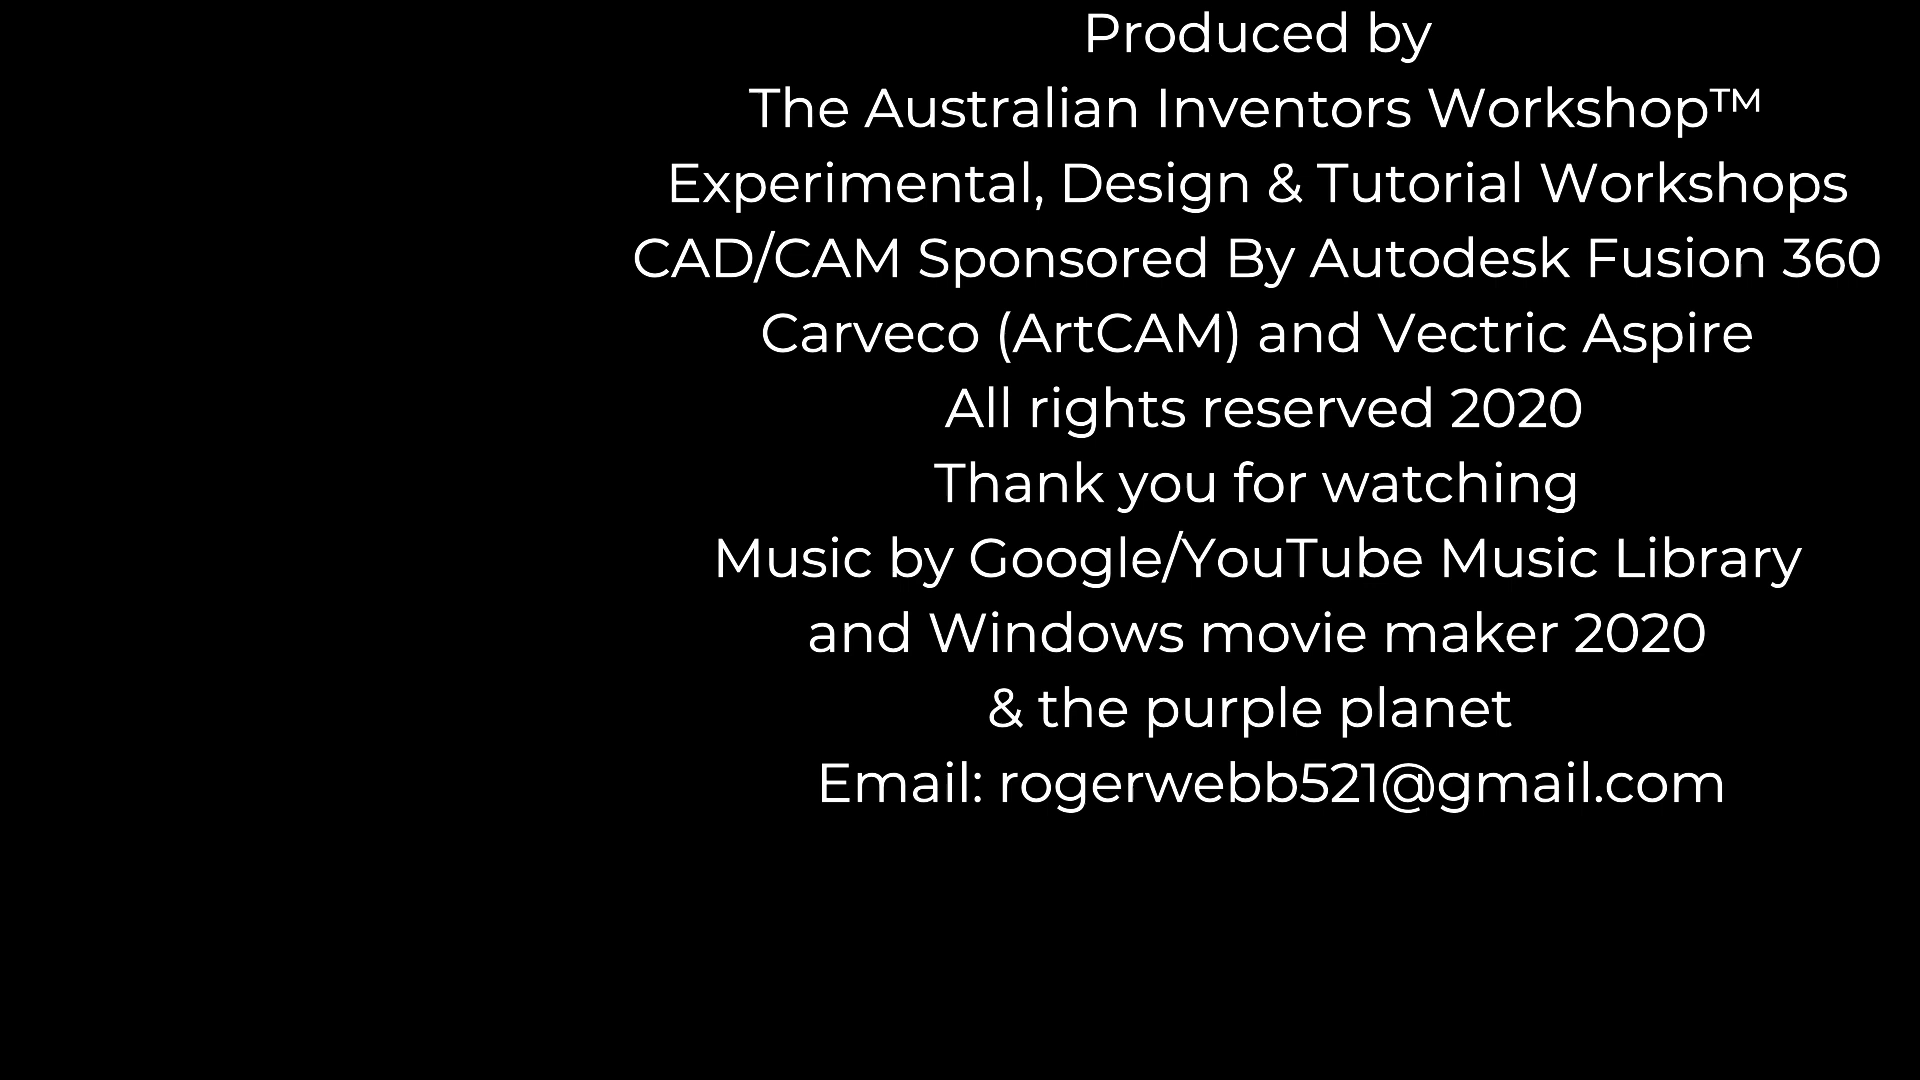 Produced by
The Australian Inventors Workshop™
Experimental, Design & Tutorial Workshops
CAD/CAM Sponsored By Autodesk Fusion 360
Carveco (ArtCAM) and Vectric Aspire
All rights reserved 2020
Thank you for watching
Music by Google/YouTube Music Library
and Windows movie maker 2020
& the purple planet
Email: rogerwebb521@gmail.com